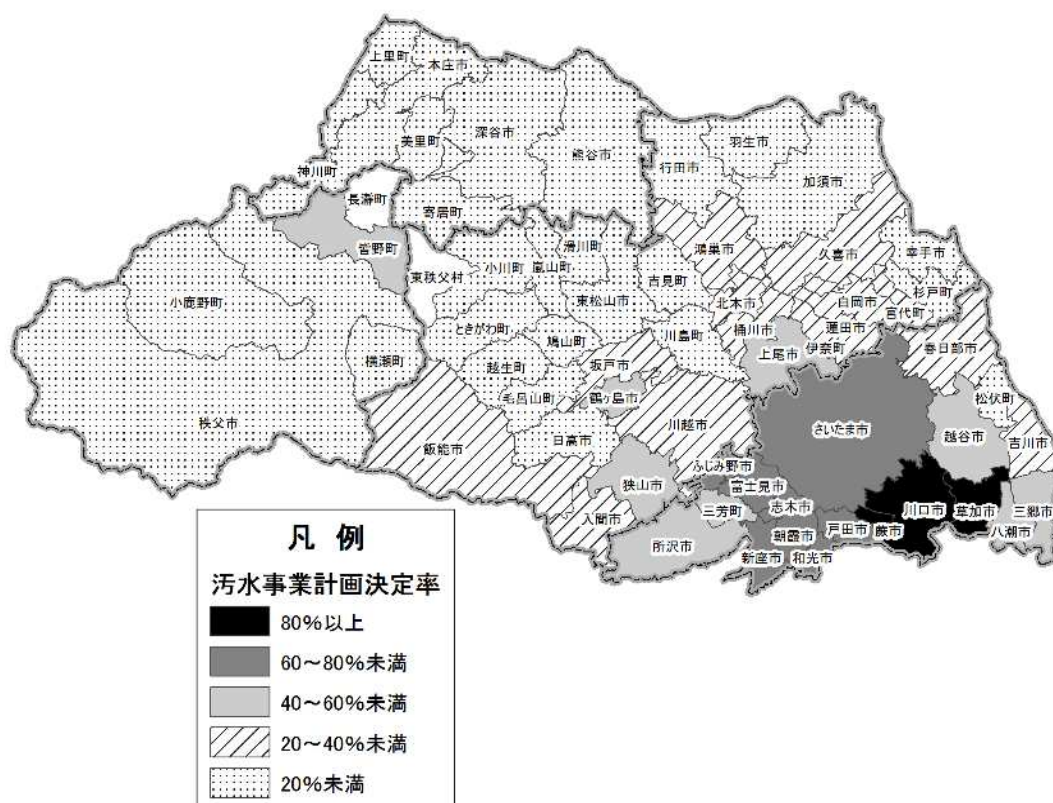 上里町
本庄市
美里町
深谷市
熊谷市
神川町
長瀞町
寄居町
皆野町
行田市
羽生市
加須市
鴻巣市
久喜市
幸手市
杉戸町
小川町
嵐山町
滑川町
吉見町
東秩父村
東松山市
北本市
白岡市
宮代町
小鹿野町
ときがわ町
鳩山町
川島町
桶川市
蓮田市
上尾市
伊奈町
春日部市
横瀬町
越生町
坂戸市
毛呂山町
鶴ヶ島市
松伏町
秩父市
飯能市
日高市
川越市
さいたま市
越谷市
吉川市
狭山市
ふじみ野市
富士見市
入間市
三芳町
志木市
川口市
草加市
三郷市
所沢市
朝霞市
戸田市
蕨市
八潮市
新座市
和光市
凡 例
汚水事業計画決定率
80%以上
60～80%未満
40～60%未満
20～40%未満
20%未満